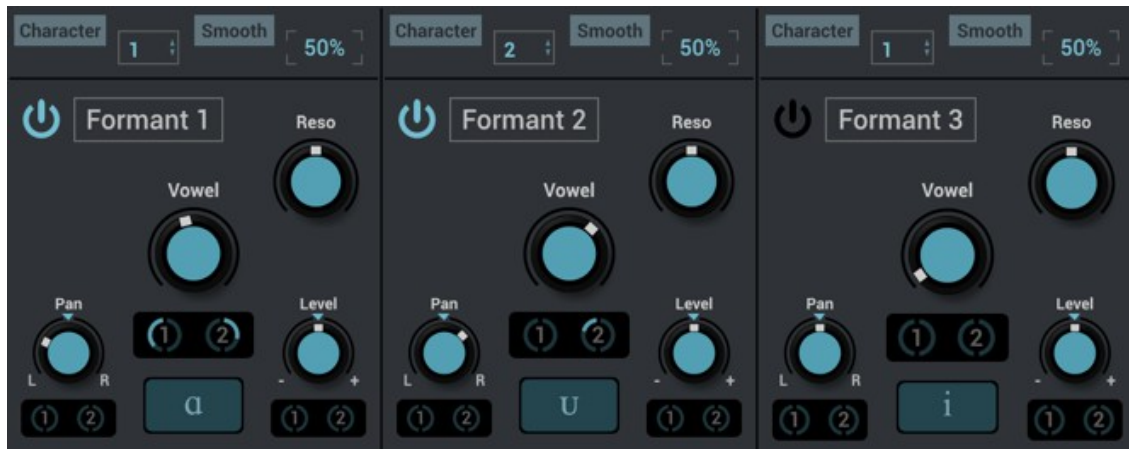 Character 1 Smooth 50%
Formant 1
Reso
Vowel
Pan
Level
1 2
L R
- +
ɑ
1 2
1 2
Character 2 Smooth 50%
Formant 2
Reso
Vowel
Pan
Level
1 2
L R
- +
U
1 2
1 2
Character 1 Smooth 50%
Formant 3
Reso
Vowel
Pan
Level
1 2
L R
- +
i
1 2
1 2